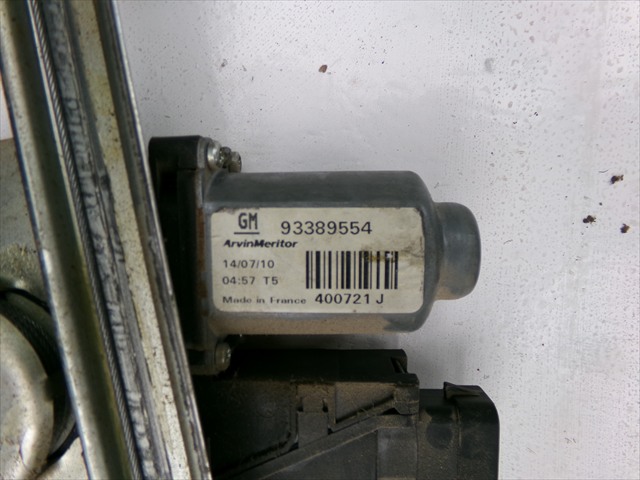 GM 93389554
ArvinMeritor
14/07/10
04:57 T5
Made in France 400721 J